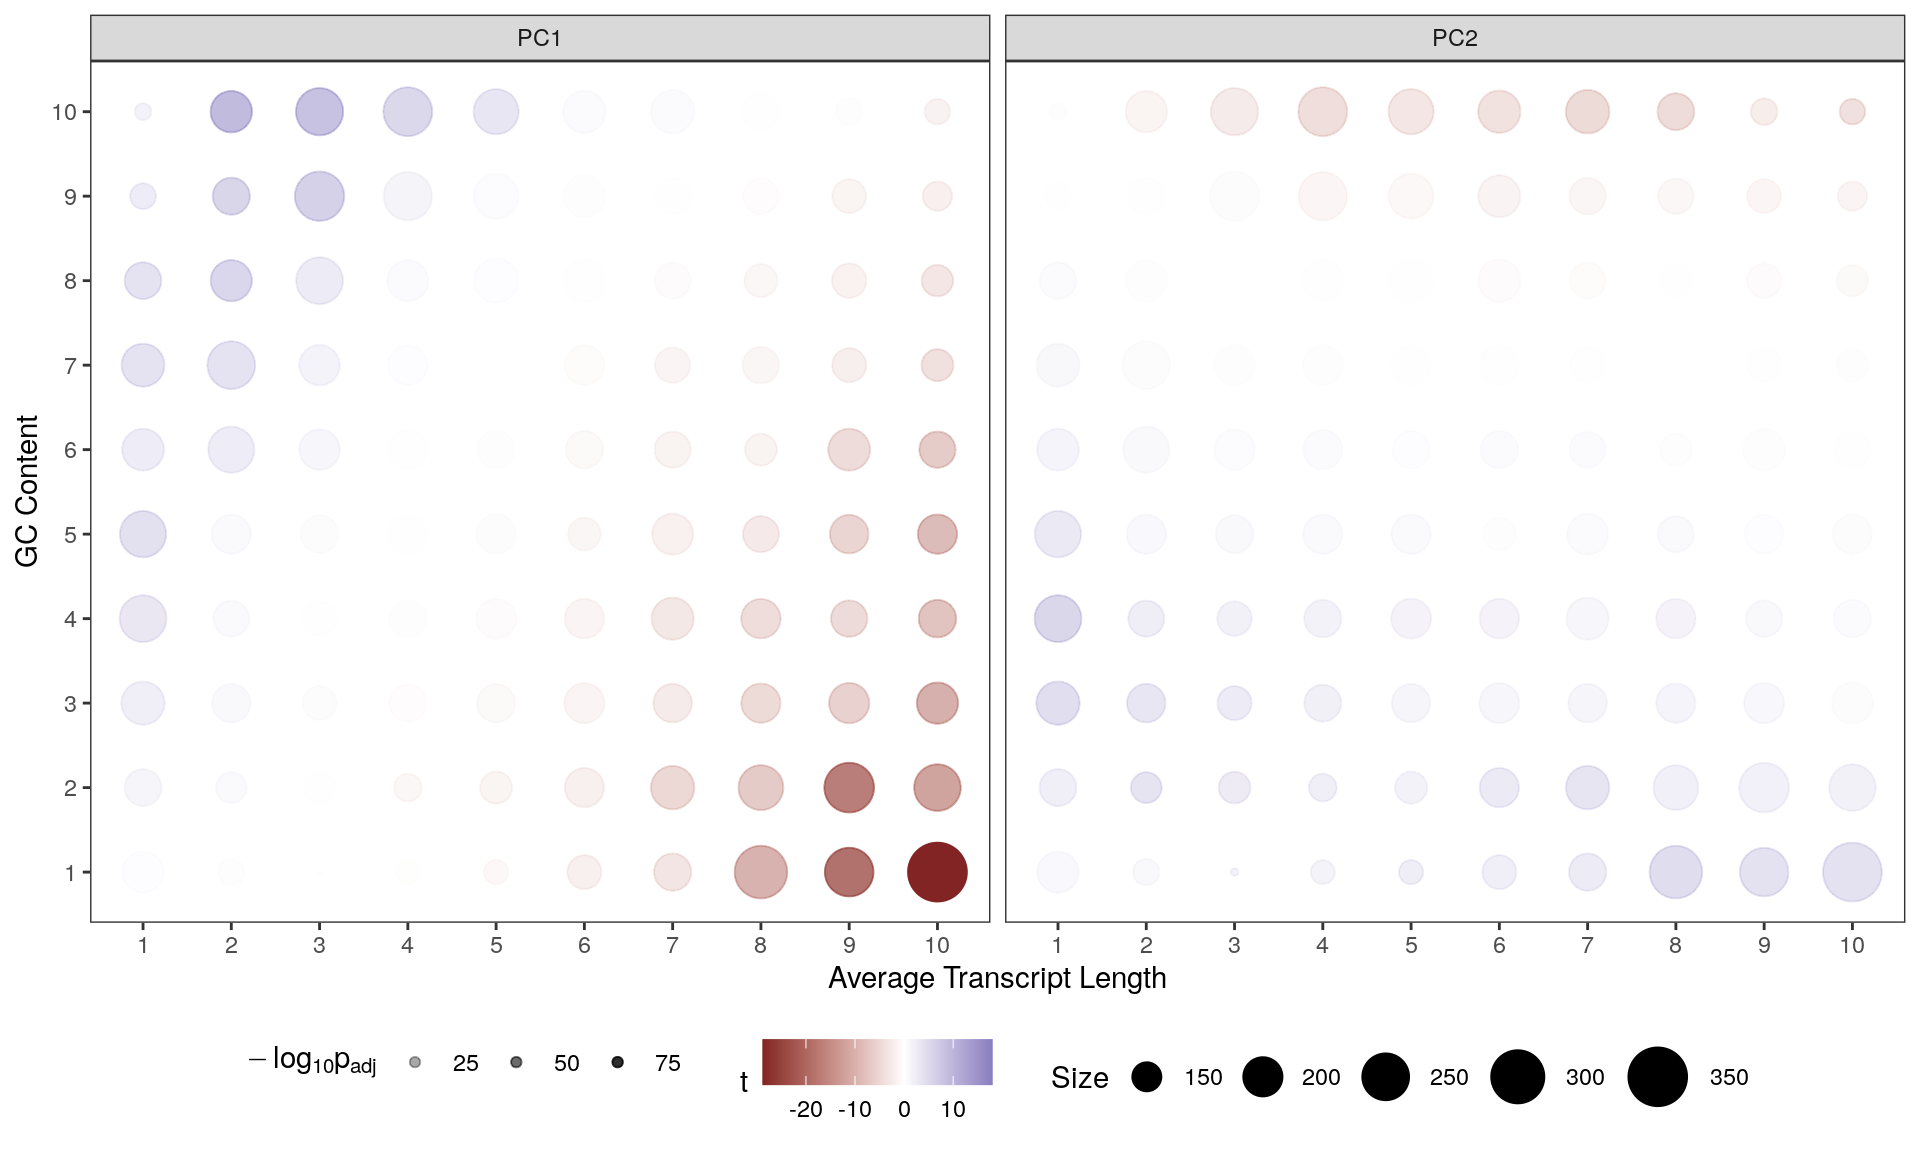 PC1 PC2
10
9
8
7
6
5
4
3
2
1
GC Content
1 2 3 4 5 6 7 8 9 10 1 2 3 4 5 6 7 8 9 10
Average Transcript Length
−log10padj 25 50 75
t
-20 -10 0 10
Size 150 200 250 300 350